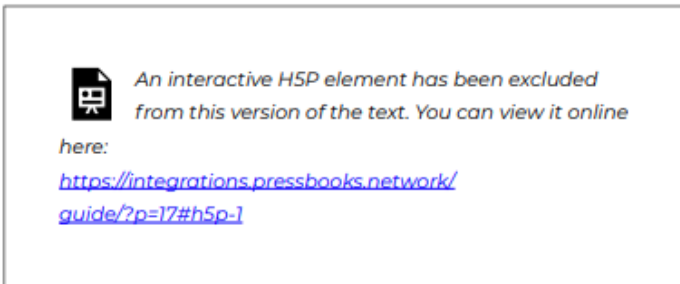 An interactive H5P element has been excluded
from this version of the text. You can view it online
here:
https://integrations.pressbooks.network/
guide/?p=17#h5p-1